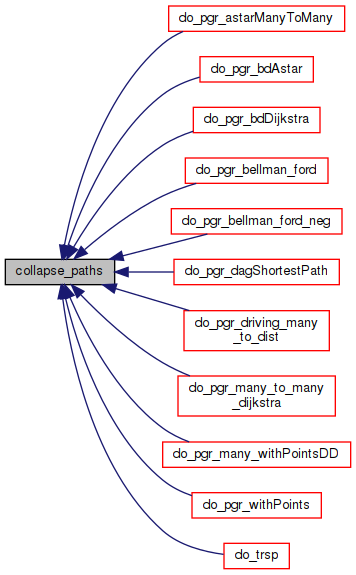 do_pgr_astarManyToMany
do_pgr_bdAstar
do_pgr_bdDijkstra
do_pgr_bellman_ford
do_pgr_bellman_ford_neg
collapse_paths
do_pgr_dagShortestPath
do_pgr_driving_many
_to_dist
do_pgr_many_to_many
_dijkstra
do_pgr_many_withPointsDD
do_pgr_withPoints
do_trsp